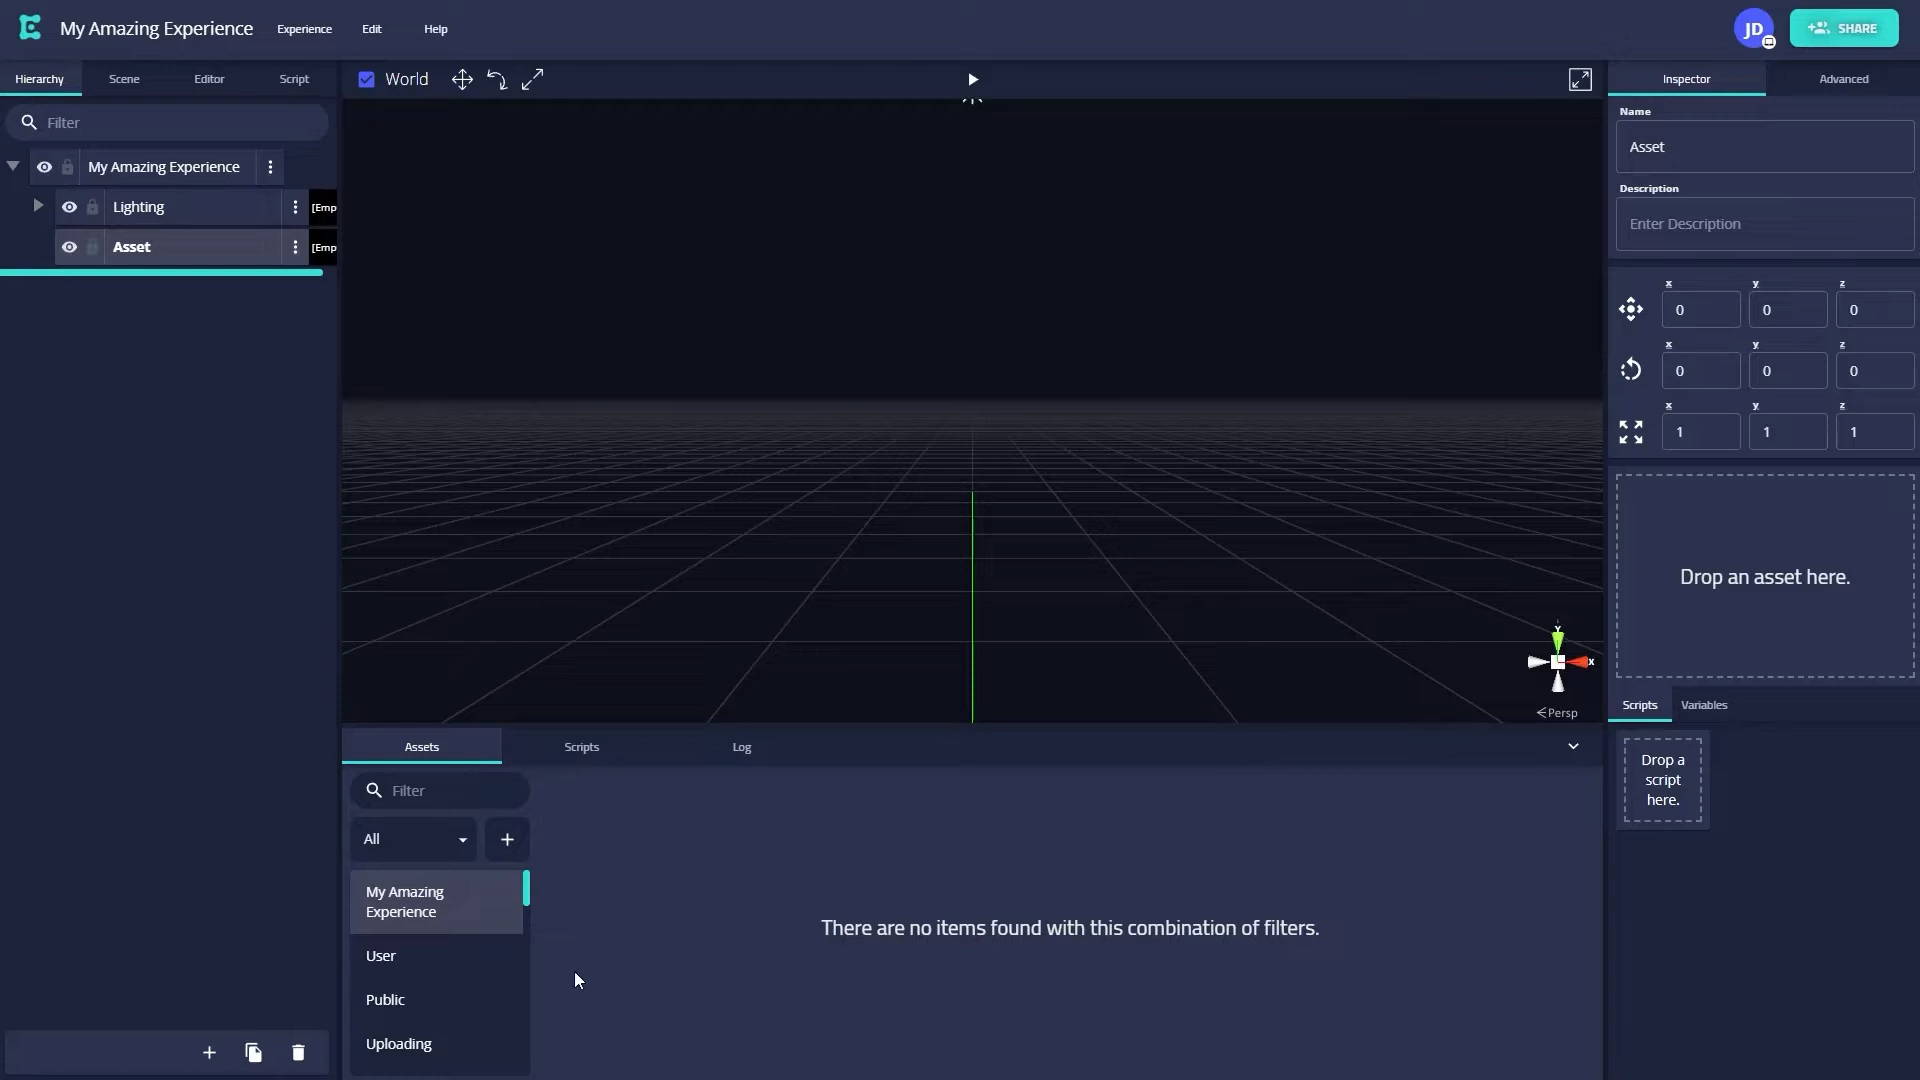 My Amazing Experience
Experience
Edit
Help
JD
SHARE
Hierarchy
Scene
Editor
Script
World
Inspector
Advanced
Filter
My Amazing Experience
Lighting
[Emp
Asset
[Emp
Name
Asset
Description
Enter Description
x y z
0 0 0
x y z
0 0 0
x y z
1 1 1
Drop an asset here.
Y
x
Persp
Scripts
Variables
Drop a
script
here.
Assets
Scripts
Log
Filter
All
My Amazing
Experience
User
Public
Uploading
There are no items found with this combination of filters.